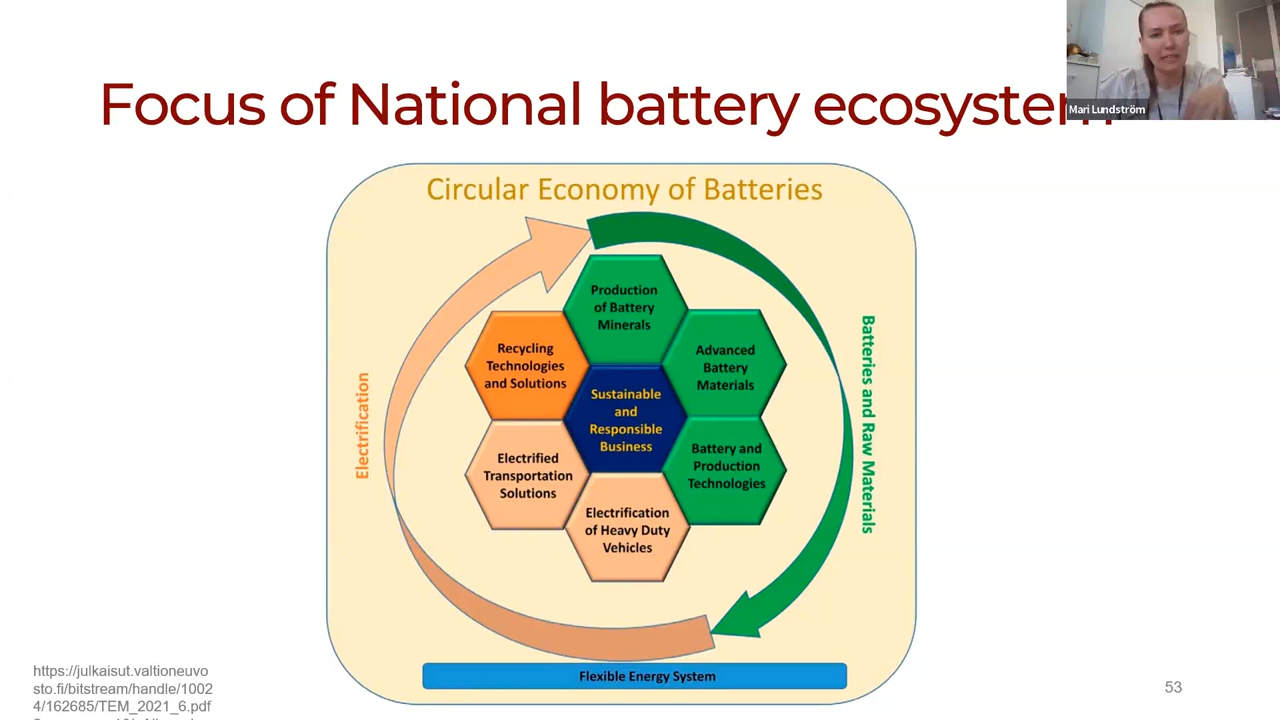 Focus of National battery ecosystem
Mari Lundström
Circular Economy of Batteries
Production
of Battery
Minerals
Recycling
Technologies
and Solutions
Advanced
Battery
Materials
Sustainable
and
Responsible
Business
Electrified
Transportation
Solutions
Battery and
Production
Technologies
Electrification
of Heavy Duty
Vehicles
Electrification
Batteries and Raw Materials
Flexible Energy System
https://julkaisut.valtioneuvo
sto.fi/bitstream/handle/1002
4/162685/TEM_2021_6.pdf
53